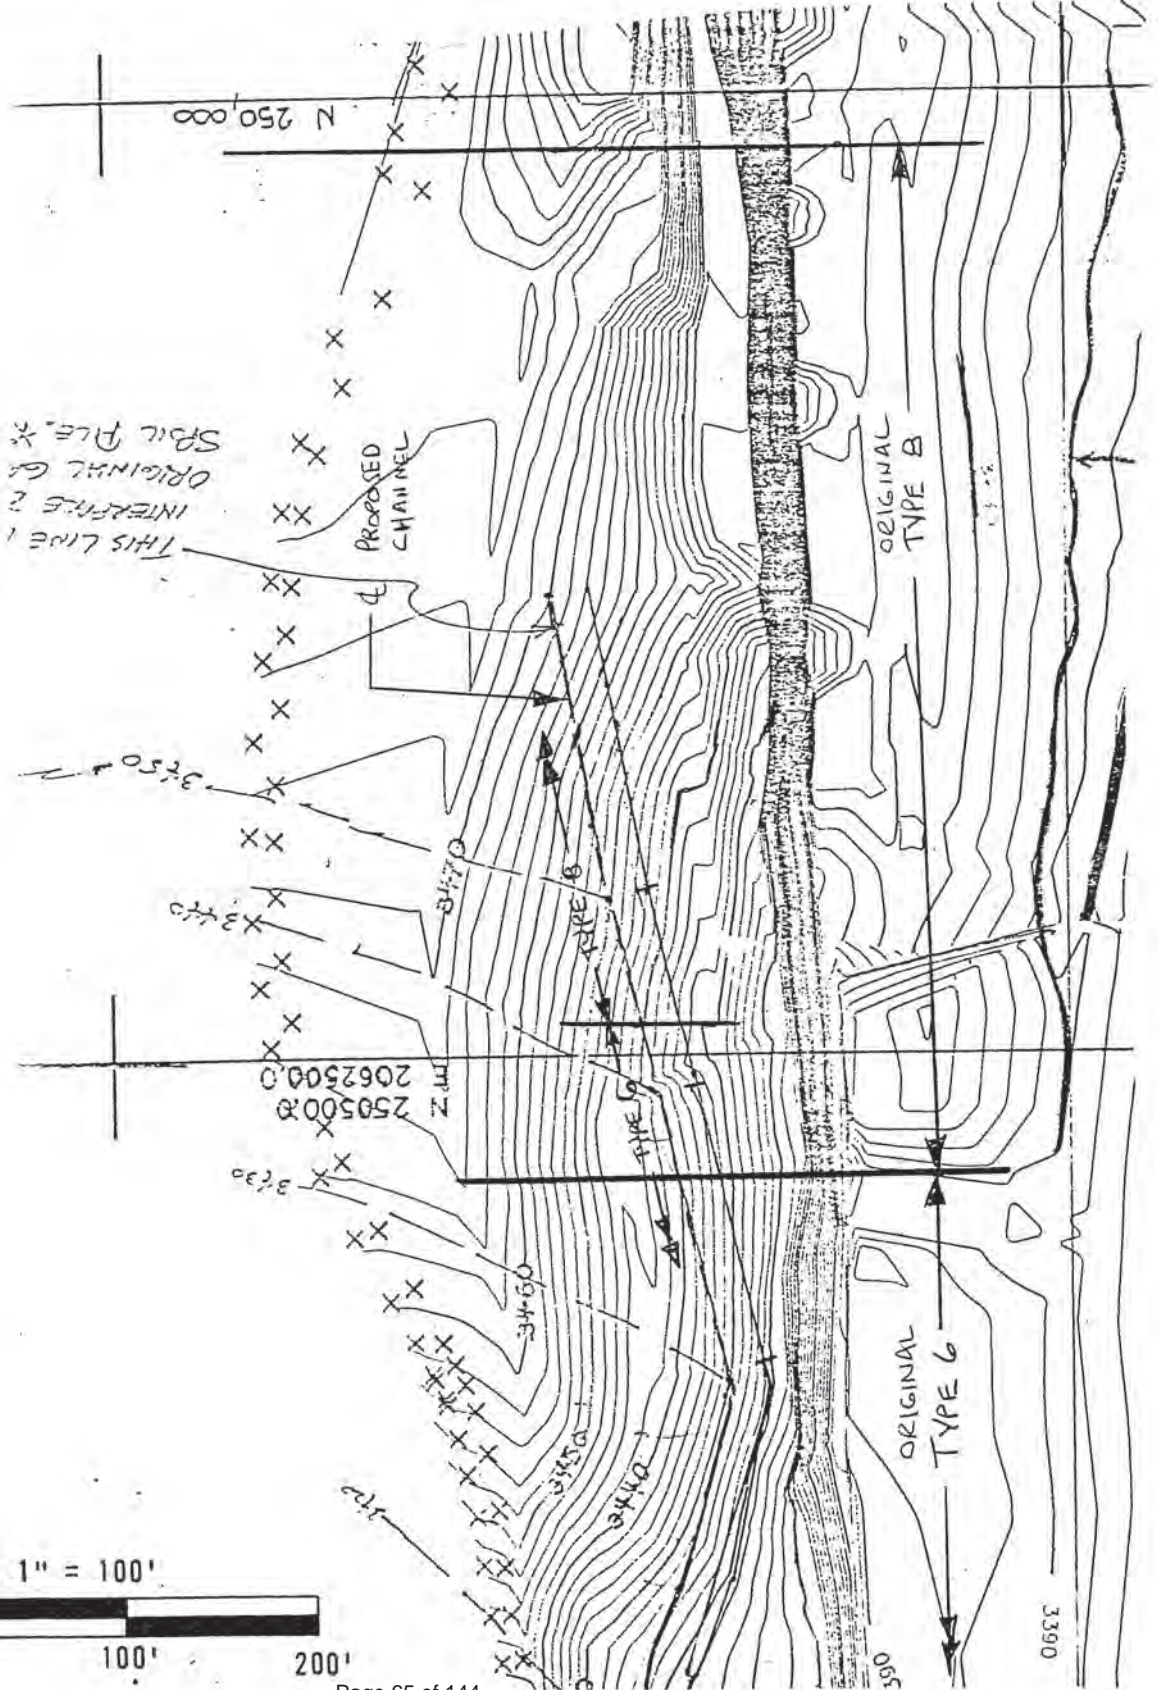 N 250,000
THIS LINE
INTERFACE
ORIGINAL
SPOIL PILE.*
PROPOSED
CHANNEL
ORIGINAL
TYPE 8
3450
3470
3440
TYPE 8
N 250500.0
E 2062500.0
TYPE 6
3430
3460
ORIGINAL
TYPE 6
3450
3440
1" = 100'
100'
200'
3390
390
Page 65 of 144